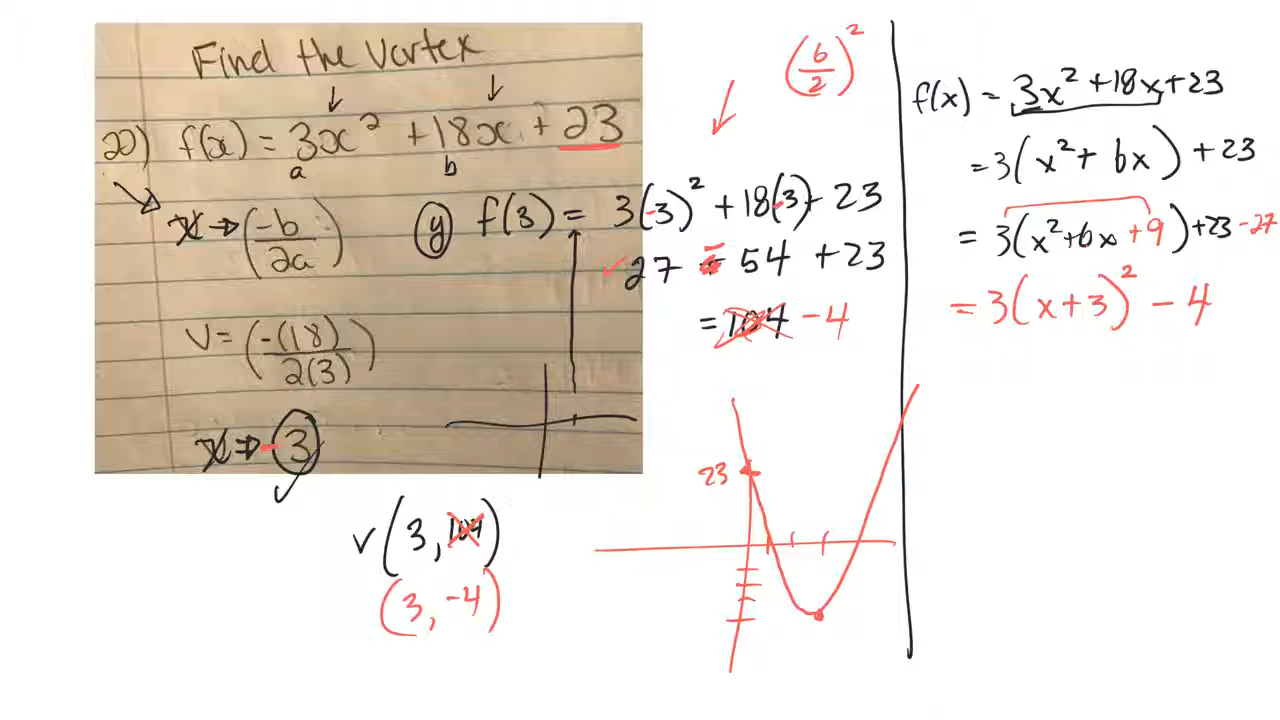 Find the Vertex
20) f(x) = 3x² + 18x + 23
a b
x → (-b/2a)
V = (-(18)/2(3))
x ⇒ -3
y f(3) = 3(-3)² + 18(-3) + 23
27 - 54 + 23
= -4
(6/2)²
v(3, 104)
(3, -4)
23
f(x) = 3x² + 18x + 23
= 3(x² + 6x) + 23
= 3(x² + 6x + 9) + 23 - 27
= 3(x + 3)² - 4